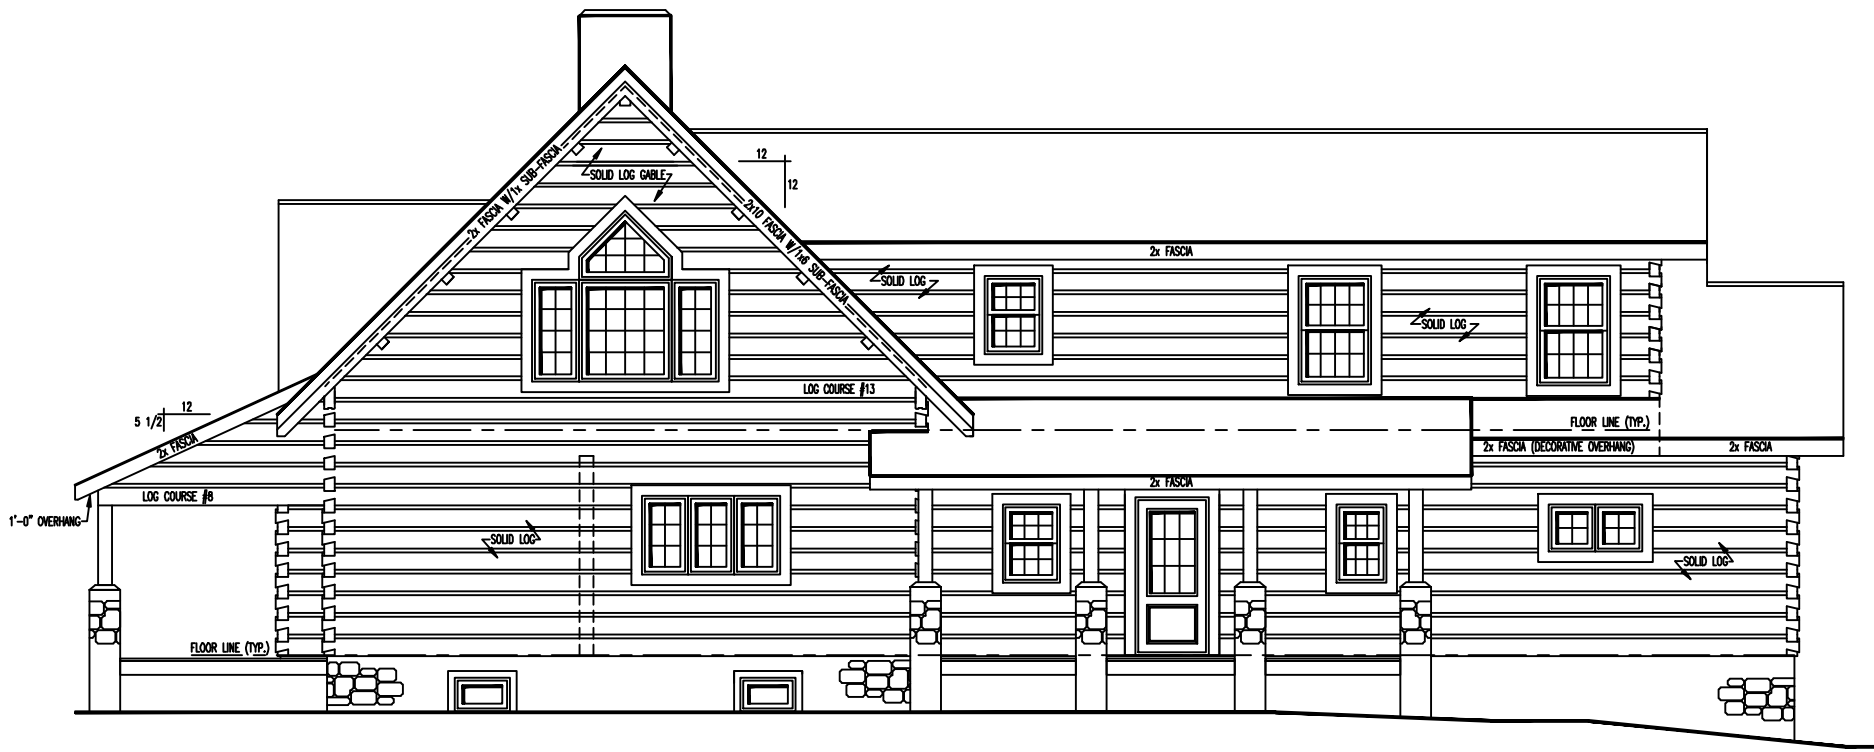 12
12
SOLID LOG GABLE
2x FASCIA W/1x SUB-FASCIA
2x10 FASCIA W/1x6 SUB-FASCIA
2x FASCIA
SOLID LOG
SOLID LOG
LOG COURSE #13
12
5 1/2
2x FASCIA
FLOOR LINE (TYP.)
2x FASCIA (DECORATIVE OVERHANG)
2x FASCIA
2x FASCIA
LOG COURSE #8
1'-0" OVERHANG
SOLID LOG
SOLID LOG
FLOOR LINE (TYP.)